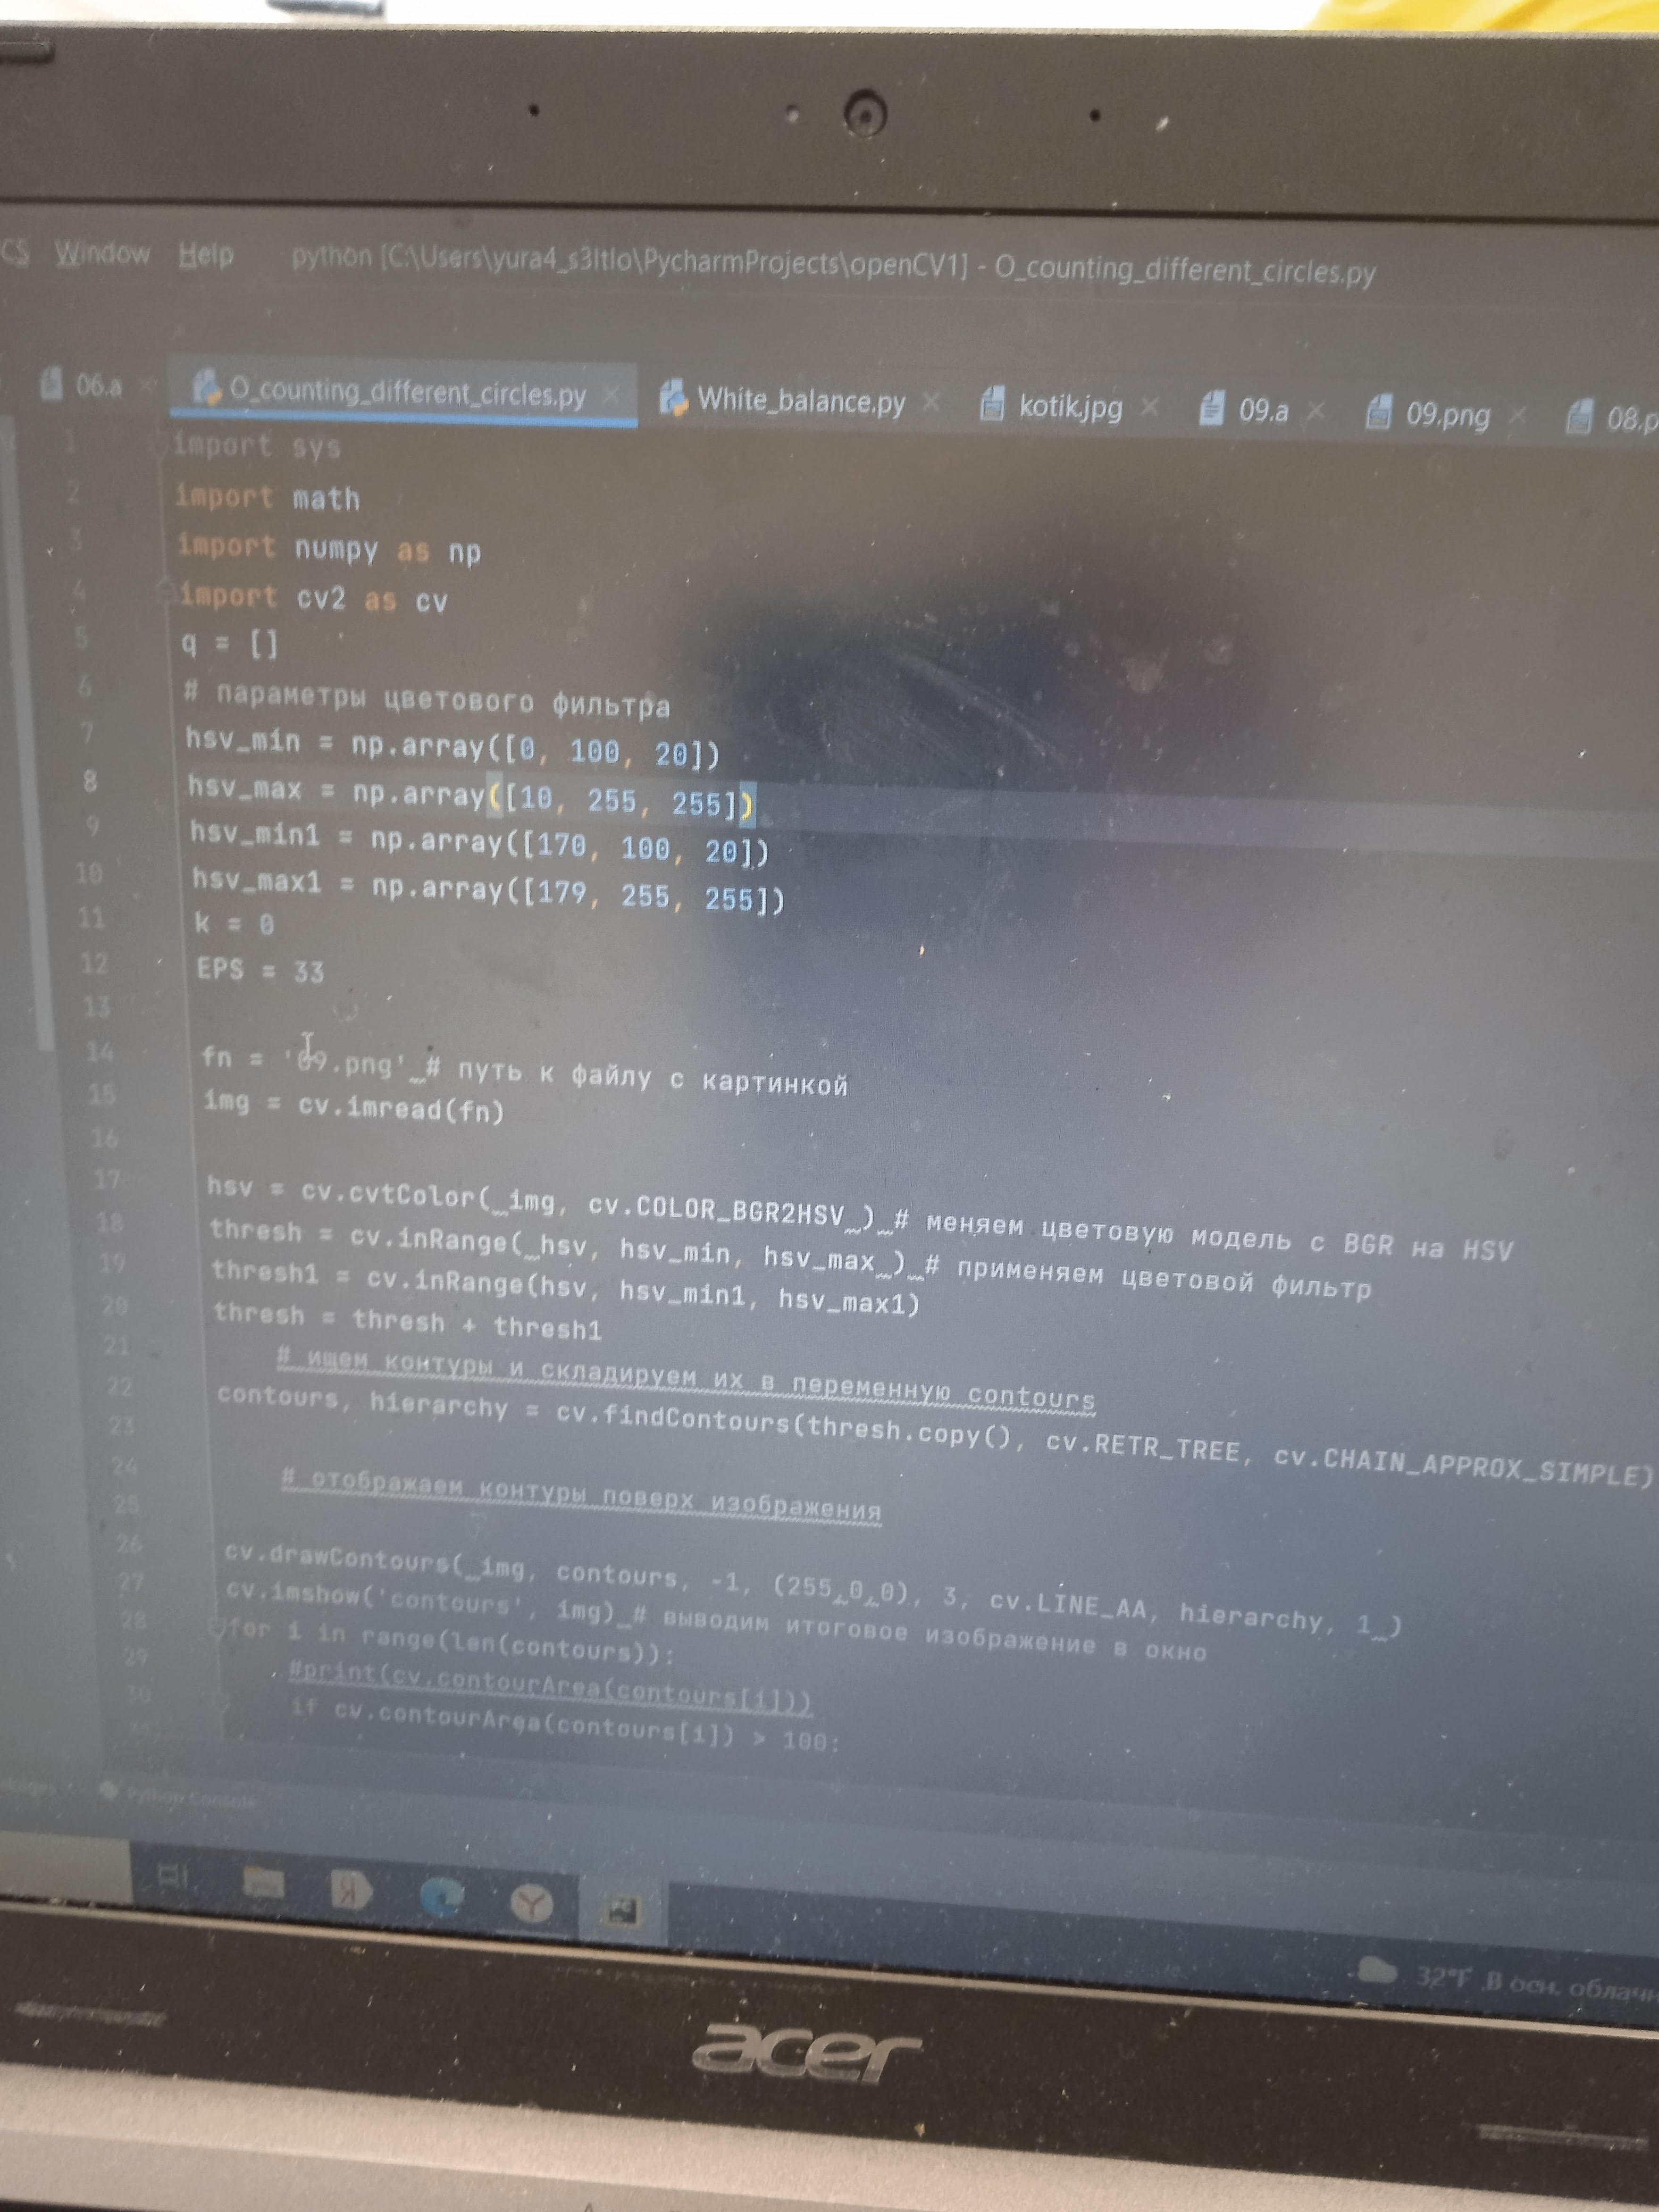 CS Window Help python [C:\Users\yura4_s3ltlo\PycharmProjects\openCV1] - O_counting_different_circles.py
06.a O_counting_different_circles.py White_balance.py kotik.jpg 09.a 09.png 08.p
1 import sys
2 import math
3 import numpy as np
4 import cv2 as cv
5 q = []
6 # параметры цветового фильтра
7 hsv_min = np.array([0, 100, 20])
8 hsv_max = np.array([10, 255, 255])
9 hsv_min1 = np.array([170, 100, 20])
10 hsv_max1 = np.array([179, 255, 255])
11 k = 0
12 EPS = 33
13
14 fn = '09.png' # путь к файлу с картинкой
15 img = cv.imread(fn)
16
17 hsv = cv.cvtColor( img, cv.COLOR_BGR2HSV ) # меняем цветовую модель с BGR на HSV
18 thresh = cv.inRange( hsv, hsv_min, hsv_max ) # применяем цветовой фильтр
19 thresh1 = cv.inRange(hsv, hsv_min1, hsv_max1)
20 thresh = thresh + thresh1
21 # ищем контуры и складируем их в переменную contours
22 contours, hierarchy = cv.findContours(thresh.copy(), cv.RETR_TREE, cv.CHAIN_APPROX_SIMPLE)
23
24 # отображаем контуры поверх изображения
25
26 cv.drawContours( img, contours, -1, (255,0,0), 3, cv.LINE_AA, hierarchy, 1 )
27 cv.imshow('contours', img) # выводим итоговое изображение в окно
28 for i in range(len(contours)):
29 #print(cv.contourArea(contours[i]))
30 if cv.contourArea(contours[i]) > 100:
31
Python Console
Я
32°F В осн. облачн
acer